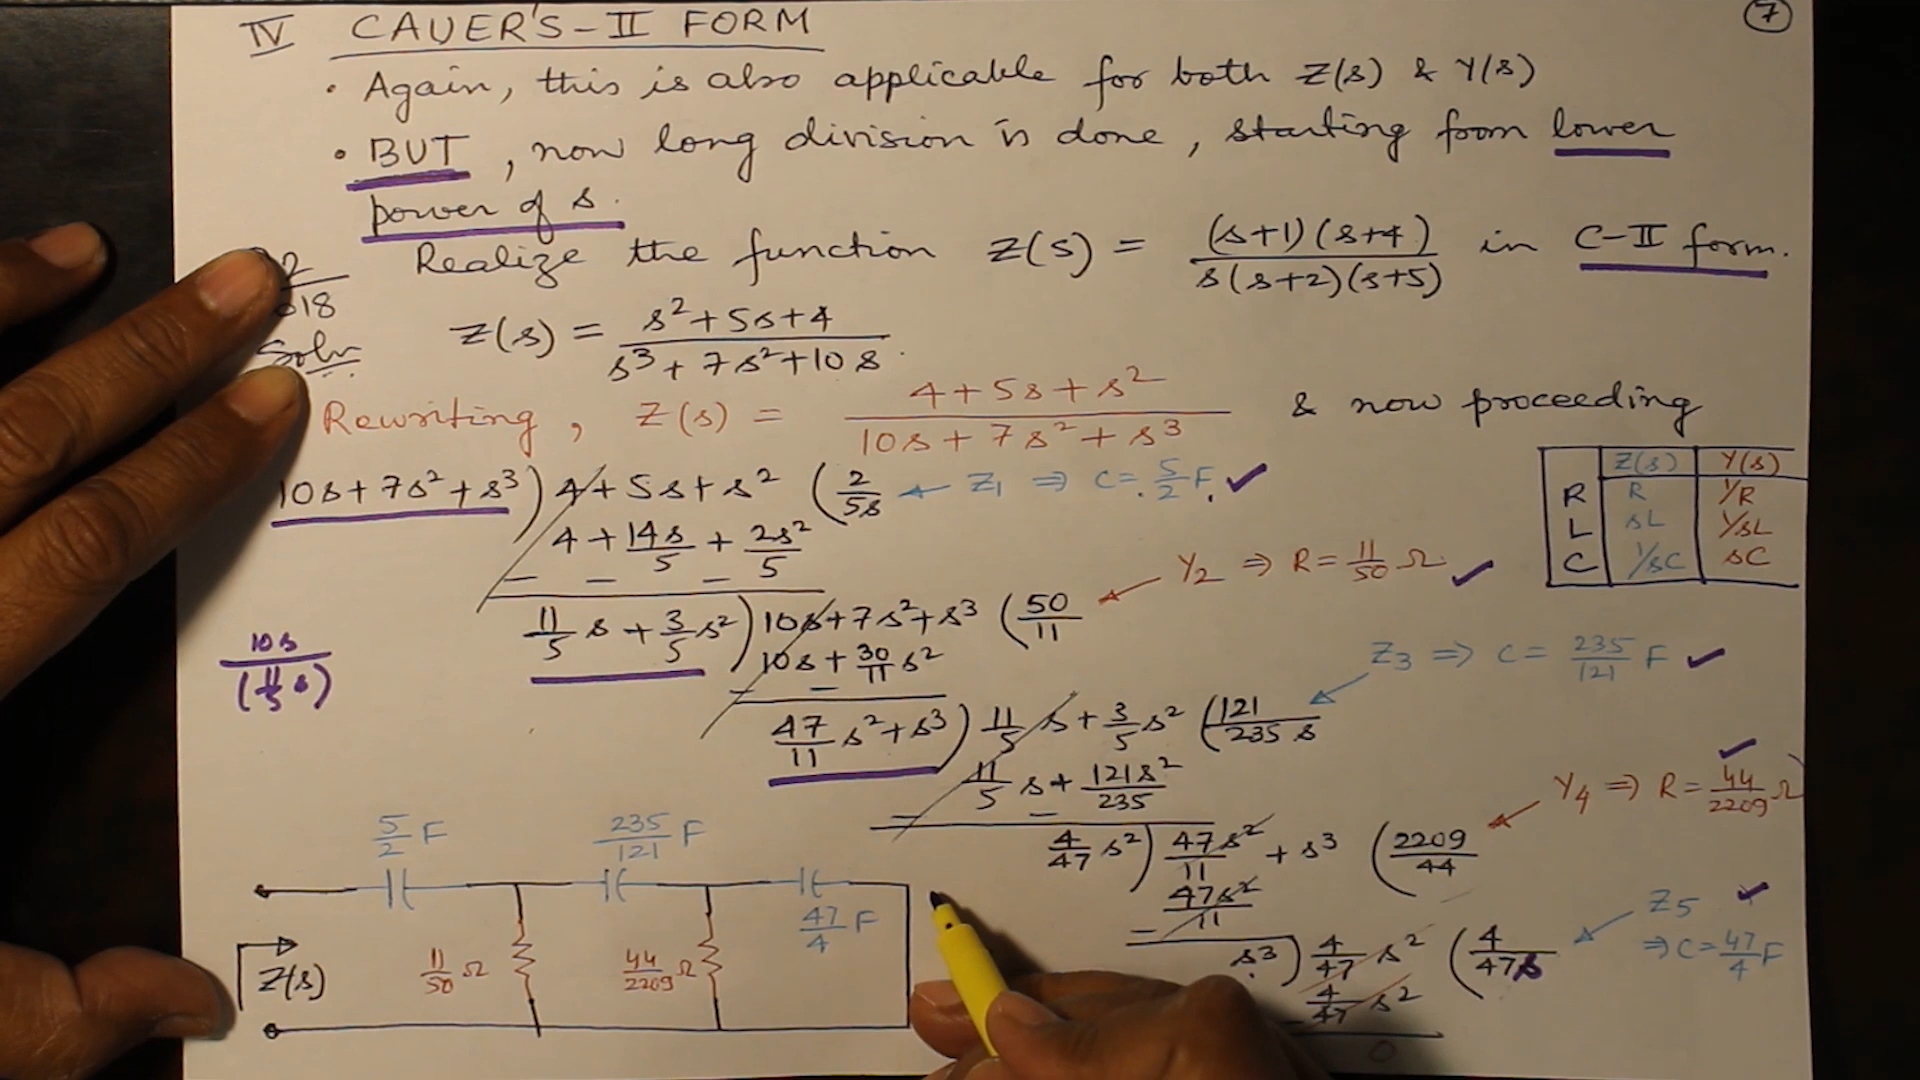 IV CAUER'S-II FORM
7
· Again, this is also applicable for both Z(s) & Y(s)
· BUT, now long division is done, starting from lower
power of s.
Realize the function Z(s) = (s+1)(s+4) / s(s+2)(s+5) in C-II form.
2
018
Soln
Z(s) = s²+5s+4 / s³+7s²+10s.
Rewriting, Z(s) = 4+5s+s² / 10s+7s²+s³ & now proceeding
Z(s) Y(s)
R R 1/R
L sL 1/sL
C 1/sC sC
10s+7s²+s³ ) 4+5s+s² ( 2/5s ← Z1 ⇒ C = 5/2 F. ✓
4 + 14s/5 + 2s²/5
− − −
11/5 s + 3/5 s² ) 10s+7s²+s³ ( 50/11 ← Y2 ⇒ R = 11/50 Ω ✓
10s + 30/11 s²
− −
10s / (11/5 s)
47/11 s²+s³ ) 11/5 s + 3/5 s² ( 121/235 s ← Z3 ⇒ C = 235/121 F ✓
11/5 s + 121s²/235
− −
4/47 s² ) 47s²/11 + s³ ( 2209/44 ← Y4 ⇒ R = 44/2209 Ω ✓
47s²/11
−
s³ ) 4/47 s² ( 4/47s ← Z5 ✓
⇒ C = 47/4 F
4/47 s²
−
0
5/2 F 235/121 F
47/4 F
Z(s) 11/50 Ω 44/2209 Ω